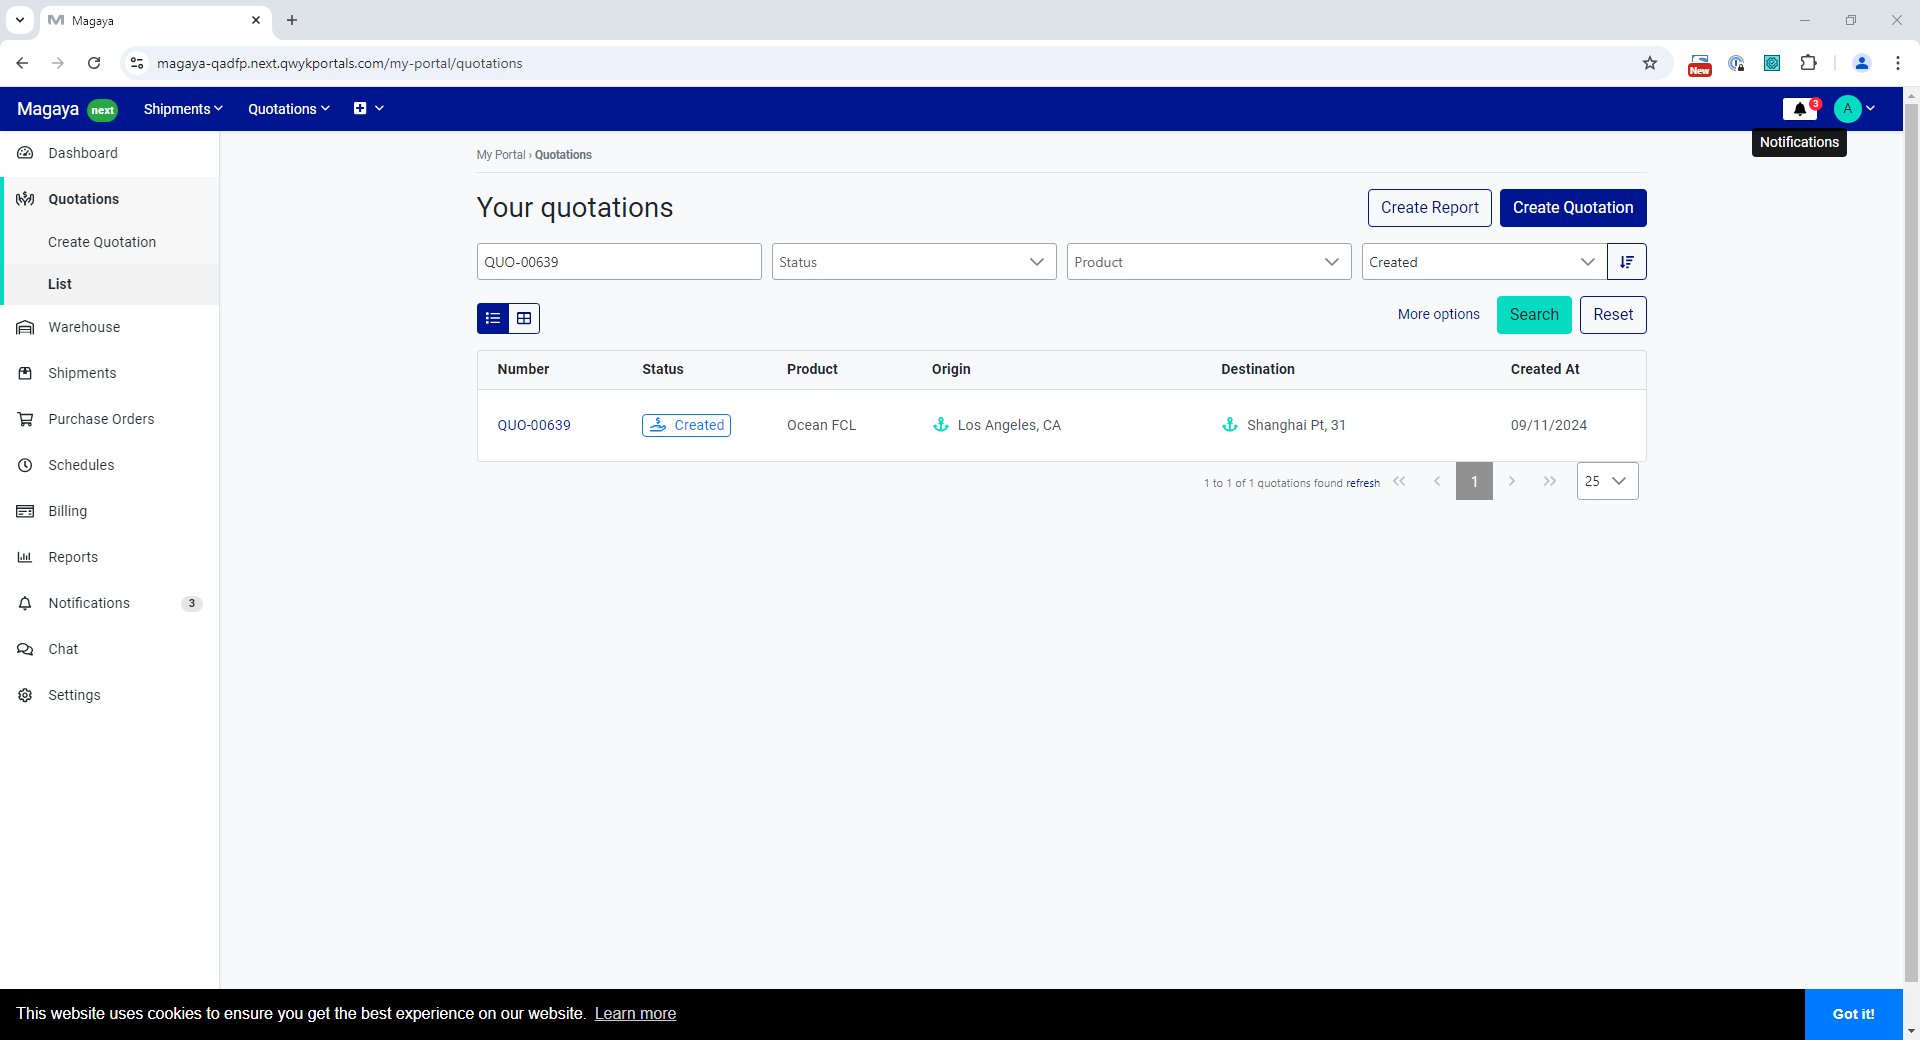 Magaya
magaya-qadfp.next.qwykportals.com/my-portal/quotations
New
Magaya next Shipments Quotations 3 A
Notifications
Dashboard
Quotations
Create Quotation
List
Warehouse
Shipments
Purchase Orders
Schedules
Billing
Reports
Notifications 3
Chat
Settings
My Portal › Quotations
Your quotations Create Report Create Quotation
QUO-00639 Status Product Created
More options Search Reset
Number Status Product Origin Destination Created At
QUO-00639 Created Ocean FCL Los Angeles, CA Shanghai Pt, 31 09/11/2024
1 to 1 of 1 quotations found refresh 1 25
This website uses cookies to ensure you get the best experience on our website. Learn more Got it!